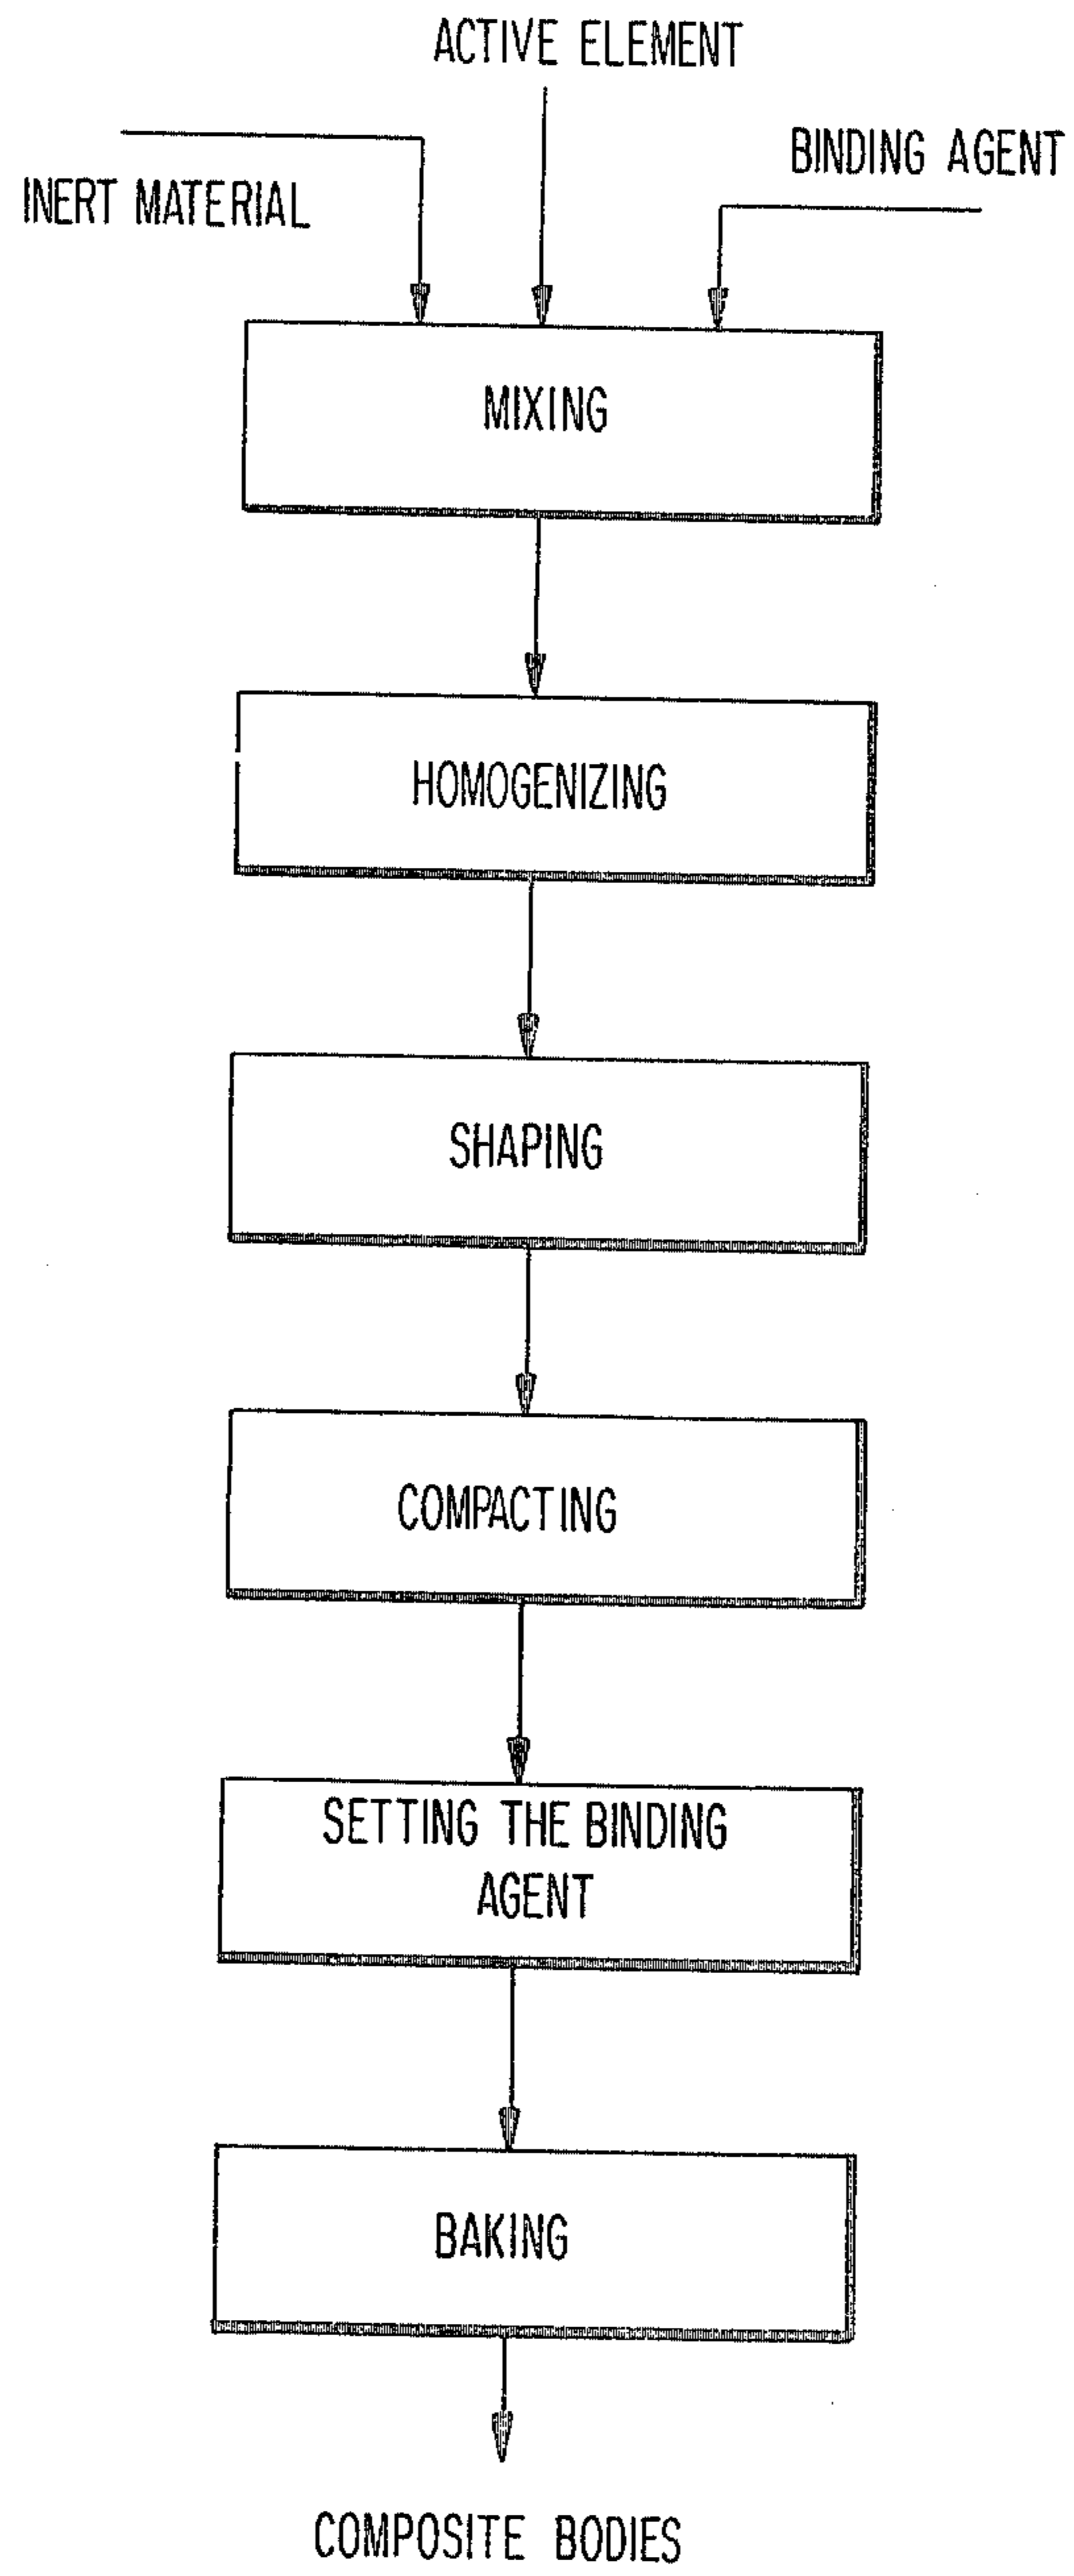 ACTIVE ELEMENT
BINDING AGENT
INERT MATERIAL
MIXING
HOMOGENIZING
SHAPING
COMPACTING
SETTING THE BINDING
AGENT
BAKING
COMPOSITE BODIES